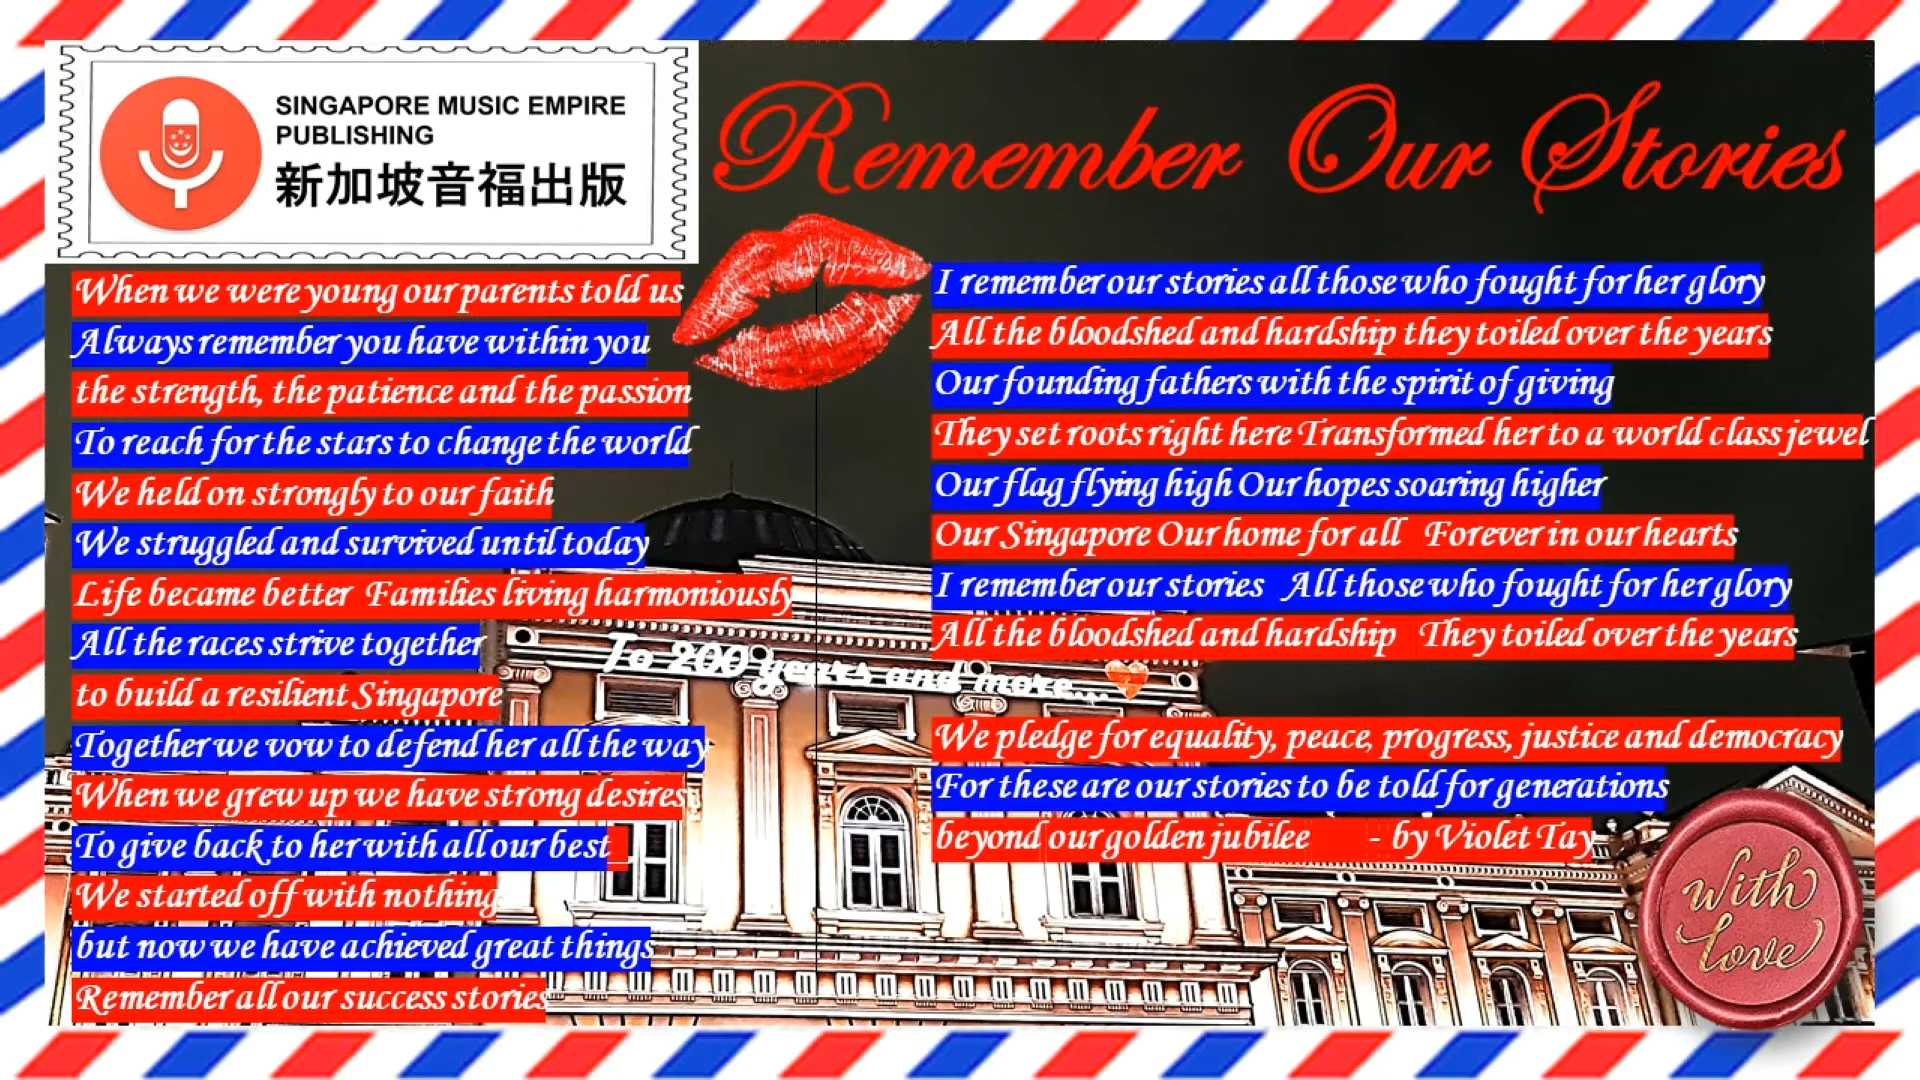 SINGAPORE MUSIC EMPIRE
PUBLISHING
新加坡音福出版
Remember Our Stories
When we were young our parents told us
Always remember you have within you
the strength, the patience and the passion
To reach for the stars to change the world
We held on strongly to our faith
We struggled and survived until today
Life became better Families living harmoniously
All the races strive together
to build a resilient Singapore
Together we vow to defend her all the way
When we grew up we have strong desires
To give back to her with all our best
We started off with nothing
but now we have achieved great things
Remember all our success stories
I remember our stories all those who fought for her glory
All the bloodshed and hardship they toiled over the years
Our founding fathers with the spirit of giving
They set roots right here Transformed her to a world class jewel
Our flag flying high Our hopes soaring higher
Our Singapore Our home for all Forever in our hearts
I remember our stories All those who fought for her glory
All the bloodshed and hardship They toiled over the years
To 200 years and more...
We pledge for equality, peace, progress, justice and democracy
For these are our stories to be told for generations
beyond our golden jubilee - by Violet Tay
With
Love